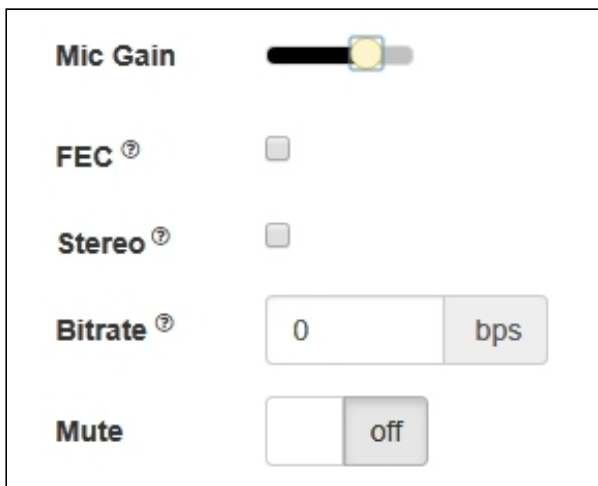 Mic Gain
FEC ?
Stereo ?
Bitrate ? 0 bps
Mute off